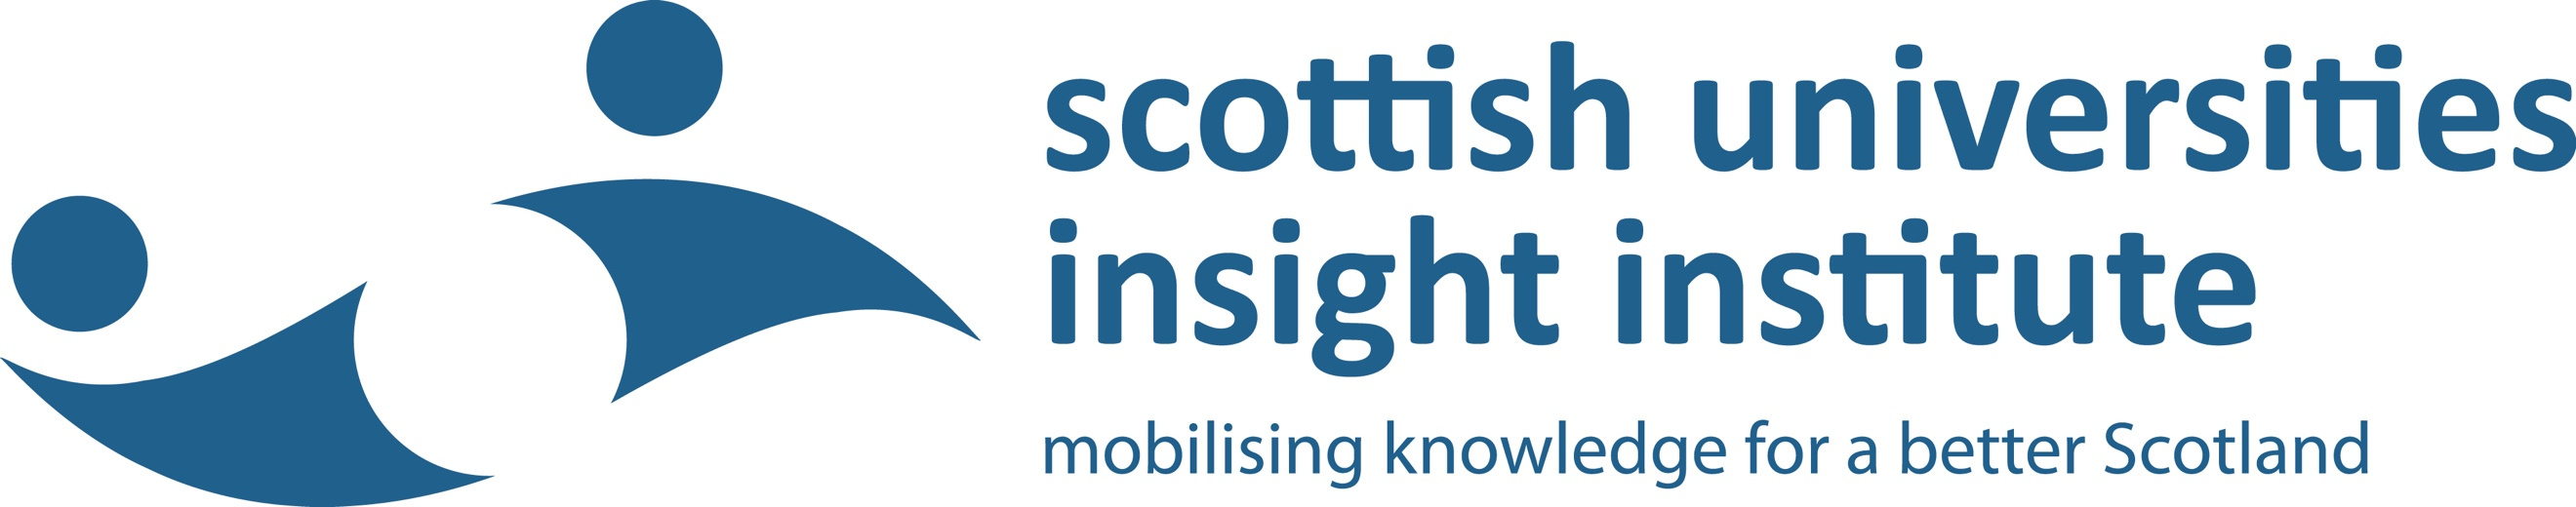 scottish universities
insight institute
mobilising knowledge for a better Scotland